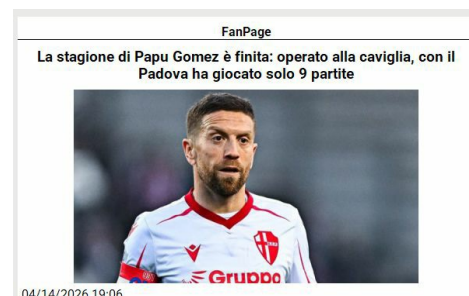 FanPage
La stagione di Papu Gomez è finita: operato alla caviglia, con il
Padova ha giocato solo 9 partite
Gruppo
04/14/2026 19:06